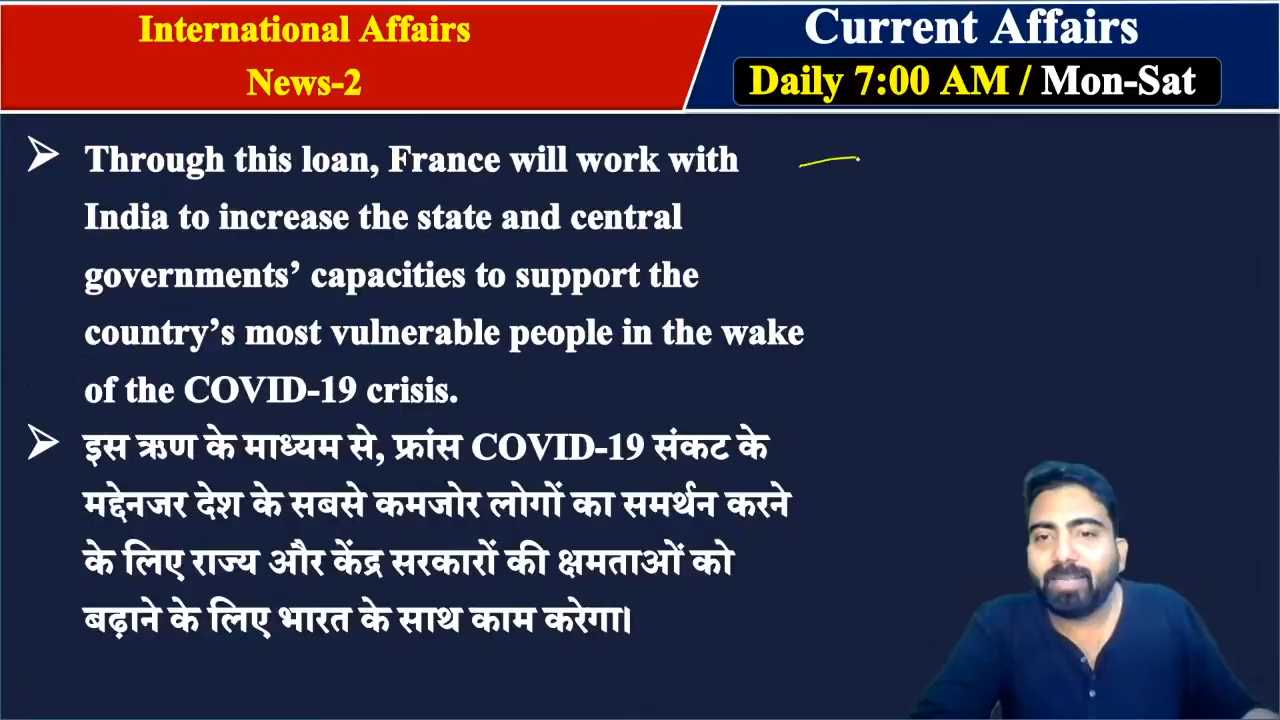 International Affairs
News-2
Current Affairs
Daily 7:00 AM / Mon-Sat
Through this loan, France will work with
India to increase the state and central
governments’ capacities to support the
country’s most vulnerable people in the wake
of the COVID-19 crisis.
इस ऋण के माध्यम से, फ्रांस COVID-19 संकट के
मद्देनजर देश के सबसे कमजोर लोगों का समर्थन करने
के लिए राज्य और केंद्र सरकारों की क्षमताओं को
बढ़ाने के लिए भारत के साथ काम करेगा।